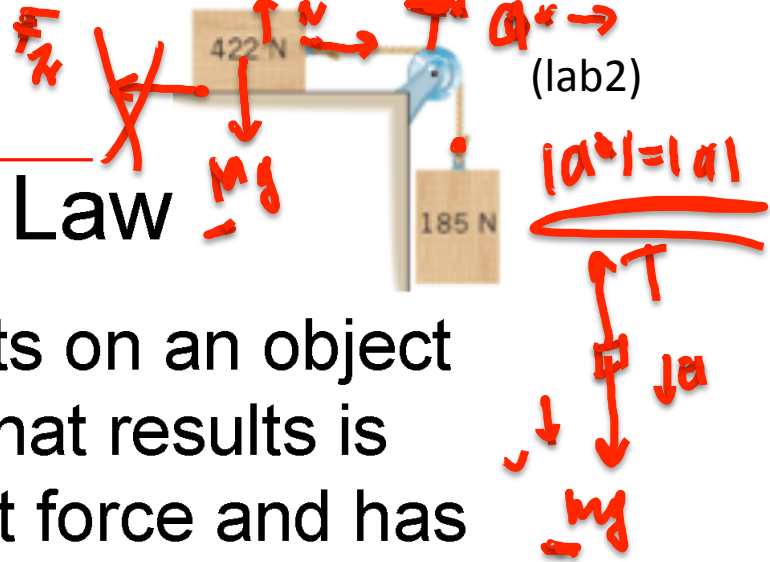 N
422 N
a* →
(lab2)
mg
|a*|=|a|
Law
185 N
T
ts on an object
↓a
hat results is
t force and has
mg